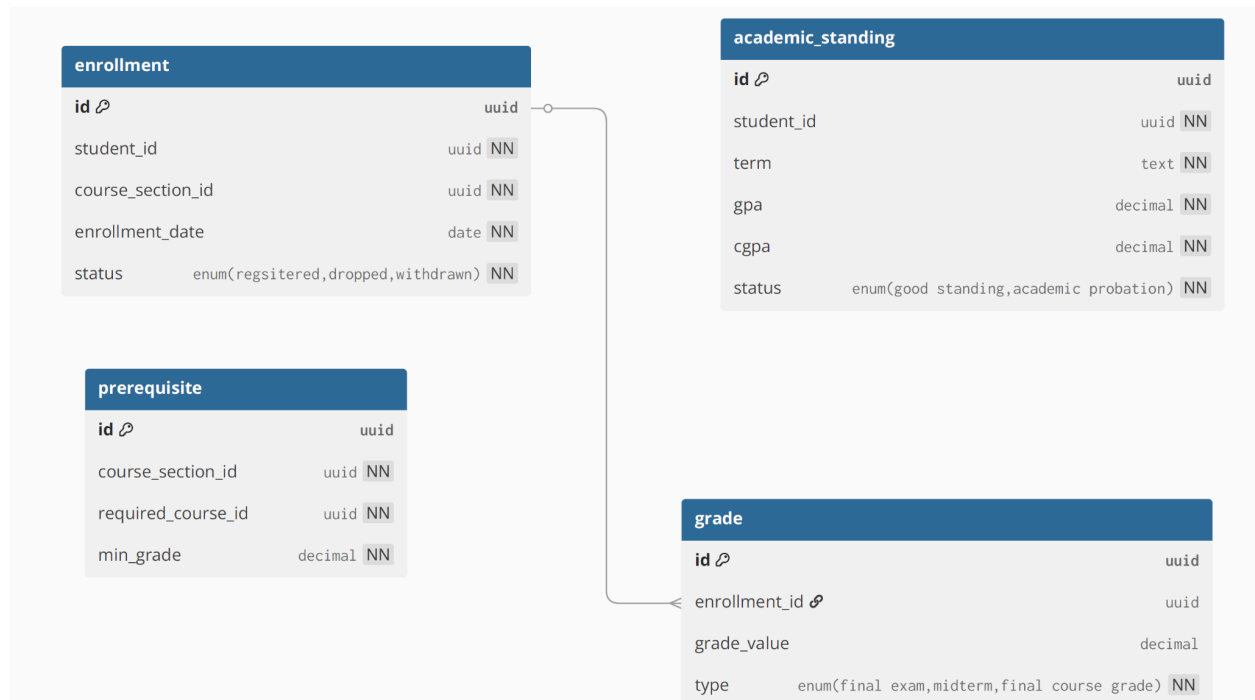 enrollment
id uuid
student_id uuid NN
course_section_id uuid NN
enrollment_date date NN
status enum(regsitered,dropped,withdrawn) NN
academic_standing
id uuid
student_id uuid NN
term text NN
gpa decimal NN
cgpa decimal NN
status enum(good standing,academic probation) NN
prerequisite
id uuid
course_section_id uuid NN
required_course_id uuid NN
min_grade decimal NN
grade
id uuid
enrollment_id uuid
grade_value decimal
type enum(final exam,midterm,final course grade) NN